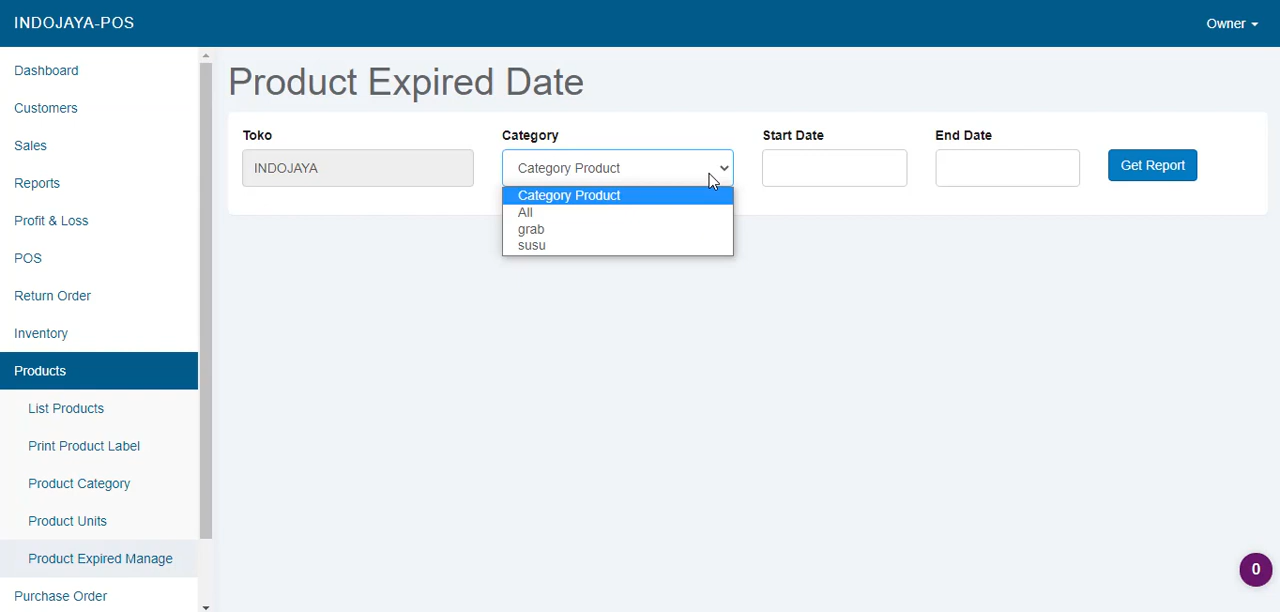 INDOJAYA-POS
Owner
Dashboard
Customers
Sales
Reports
Profit & Loss
POS
Return Order
Inventory
Products
List Products
Print Product Label
Product Category
Product Units
Product Expired Manage
Purchase Order
Product Expired Date
Toko
Category
Start Date
End Date
INDOJAYA
Category Product
Get Report
Category Product
All
grab
susu
0